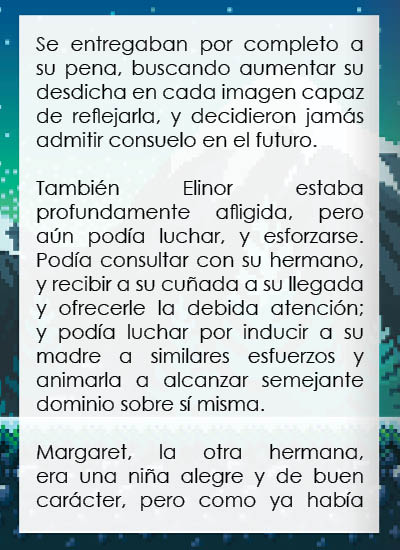 Se entregaban por completo a
su pena, buscando aumentar su
desdicha en cada imagen capaz
de reflejarla, y decidieron jamás
admitir consuelo en el futuro.
También Elinor estaba
profundamente afligida, pero
aún podía luchar, y esforzarse.
Podía consultar con su hermano,
y recibir a su cuñada a su llegada
y ofrecerle la debida atención;
y podía luchar por inducir a su
madre a similares esfuerzos y
animarla a alcanzar semejante
dominio sobre sí misma.
Margaret, la otra hermana,
era una niña alegre y de buen
carácter, pero como ya había